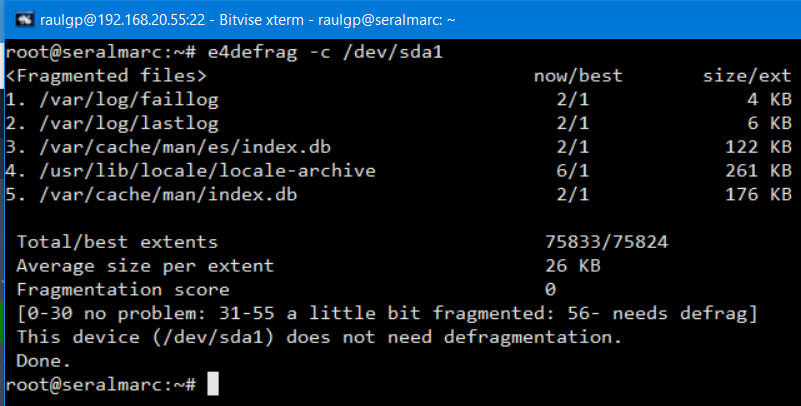 raulgp@192.168.20.55:22 - Bitvise xterm - raulgp@seralmarc: ~
root@seralmarc:~# e4defrag -c /dev/sda1
<Fragmented files> now/best size/ext
1. /var/log/faillog 2/1 4 KB
2. /var/log/lastlog 2/1 6 KB
3. /var/cache/man/es/index.db 2/1 122 KB
4. /usr/lib/locale/locale-archive 6/1 261 KB
5. /var/cache/man/index.db 2/1 176 KB
Total/best extents 75833/75824
Average size per extent 26 KB
Fragmentation score 0
[0-30 no problem: 31-55 a little bit fragmented: 56- needs defrag]
This device (/dev/sda1) does not need defragmentation.
Done.
root@seralmarc:~#